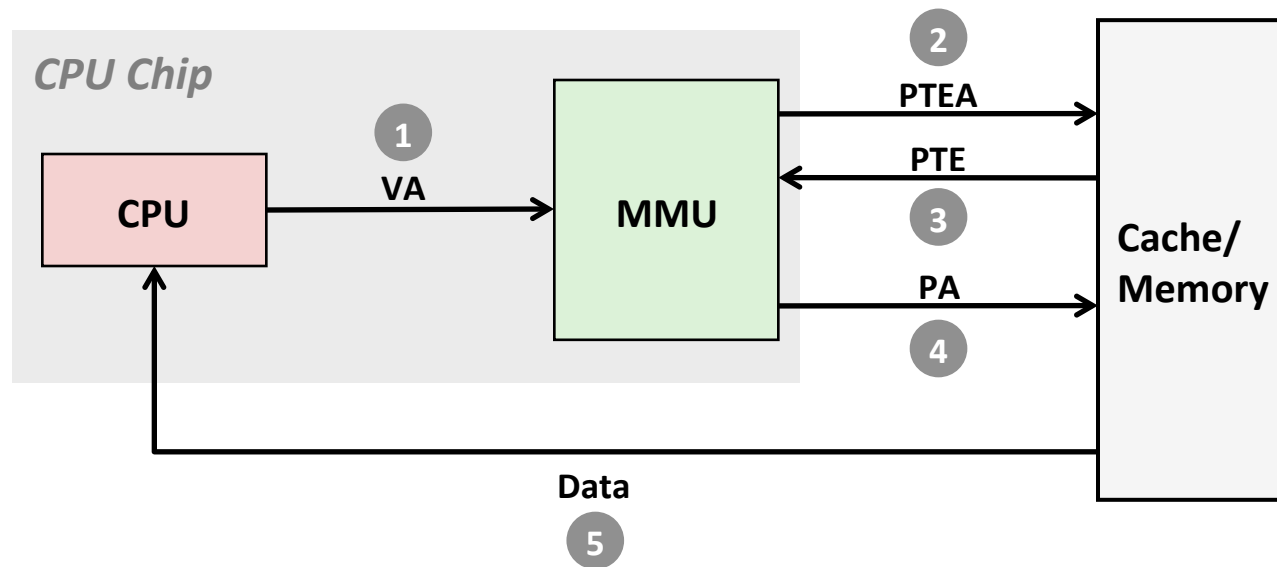 2
CPU Chip
PTEA
1
VA
PTE
CPU
MMU
3
Cache/
Memory
PA
4
Data
5